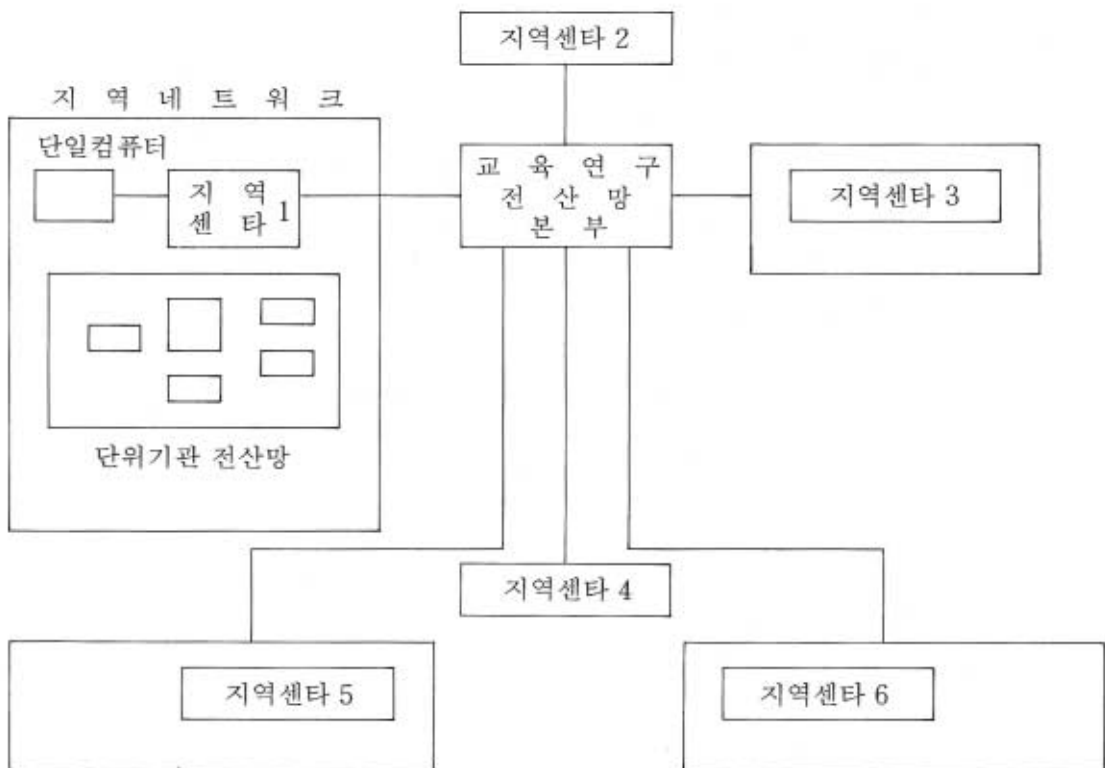 지역센타 2
지 역 네 트 워 크
단일컴퓨터
지 역
센 타 1
교 육 연 구
전 산 망
본 부
지역센타 3
단위기관 전산망
지역센타 4
지역센타 5
지역센타 6